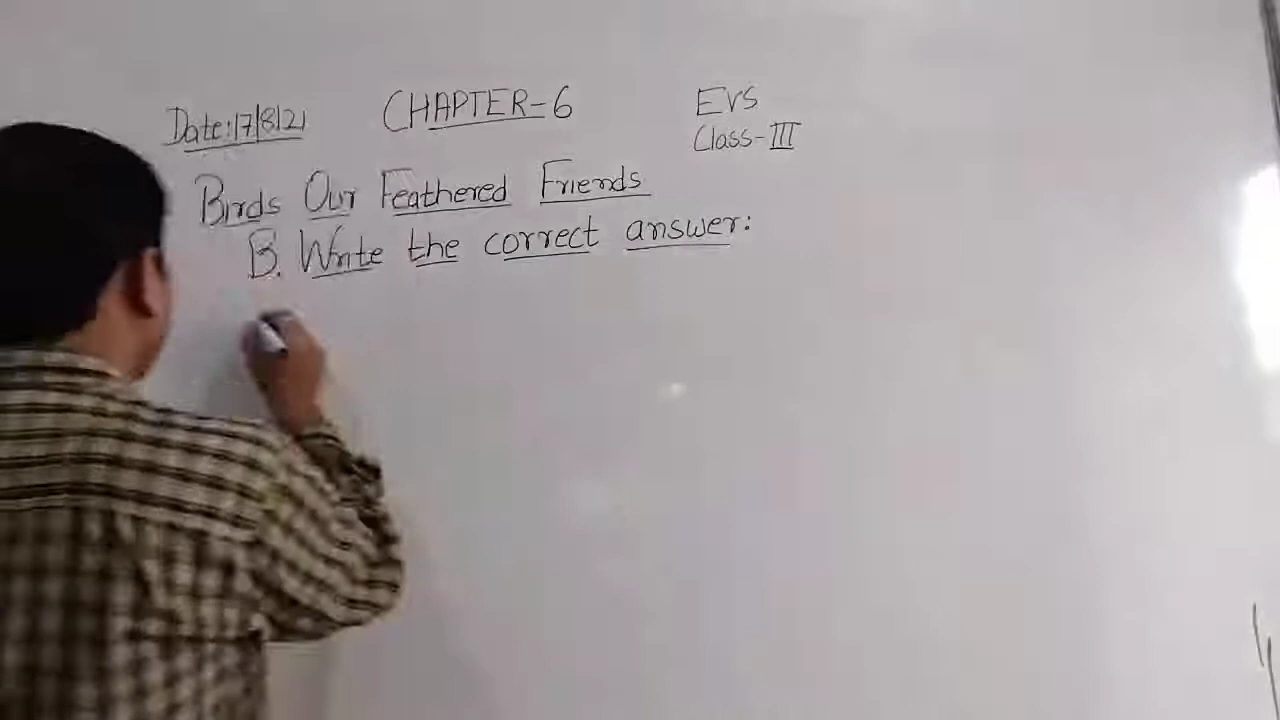 Date:17/8/21 CHAPTER-6 EVS
Class-III
Birds Our Feathered Friends
B. Write the correct answer: